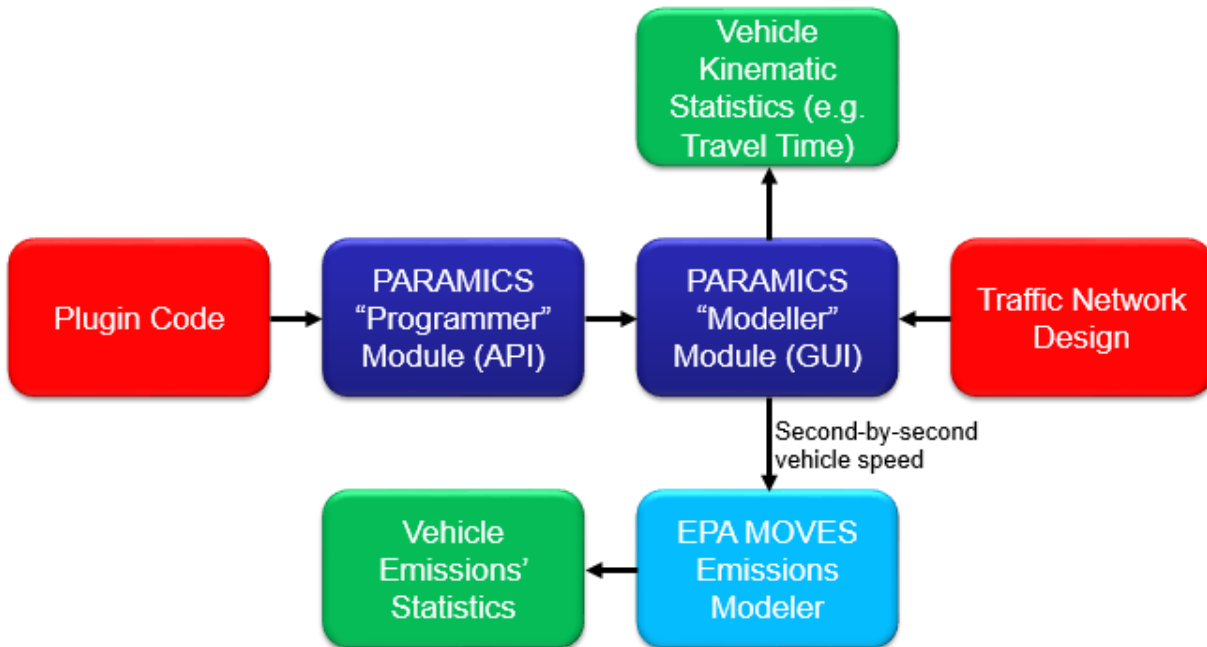 Vehicle
Kinematic
Statistics (e.g.
Travel Time)
Plugin Code
PARAMICS
“Programmer”
Module (API)
PARAMICS
“Modeller”
Module (GUI)
Traffic Network
Design
Second-by-second
vehicle speed
Vehicle
Emissions’
Statistics
EPA MOVES
Emissions
Modeler